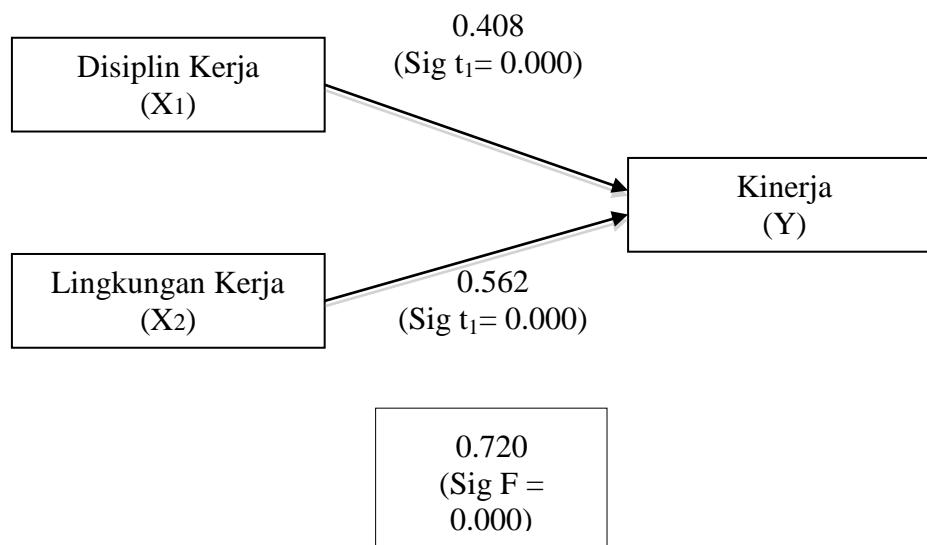 0.408
(Sig t₁= 0.000)
Disiplin Kerja
(X1)
Kinerja
(Y)
Lingkungan Kerja
(X2)
0.562
(Sig t₁= 0.000)
0.720
(Sig F =
0.000)